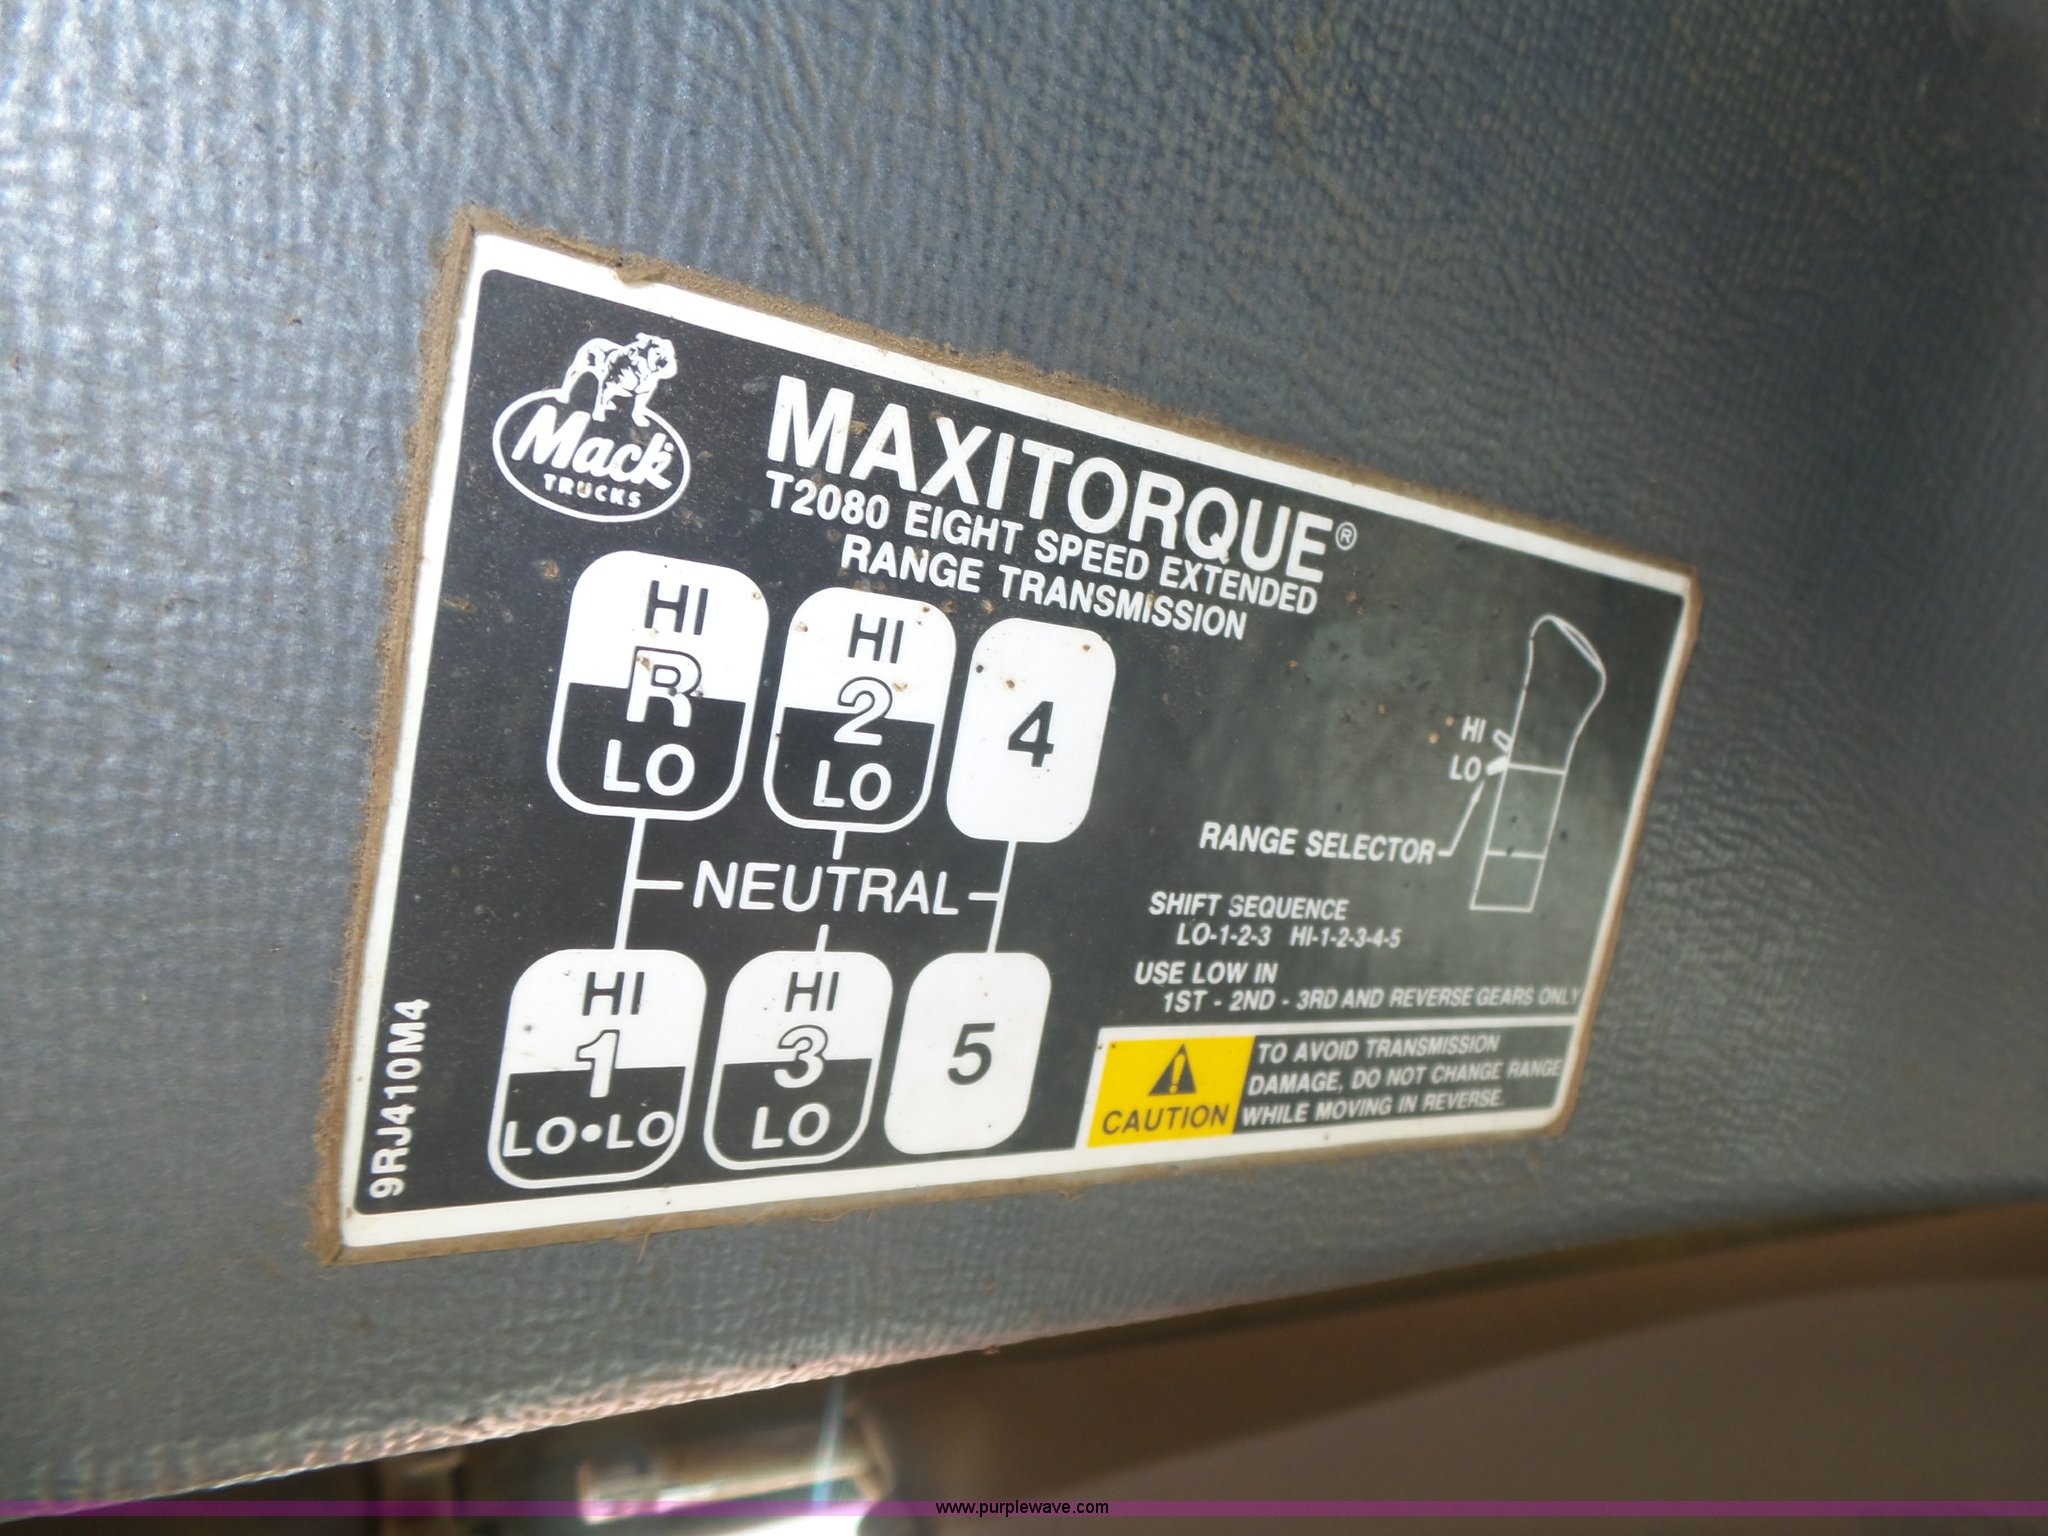 Mack®
TRUCKS
MAXITORQUE®
T2080 EIGHT SPEED EXTENDED
RANGE TRANSMISSION
HI
R
LO
HI
2
LO
4
NEUTRAL
HI
1
LO•LO
HI
3
LO
5
HI
LO
RANGE SELECTOR
SHIFT SEQUENCE
LO-1-2-3 HI-1-2-3-4-5
USE LOW IN
1ST - 2ND - 3RD AND REVERSE GEARS ONLY
CAUTION
TO AVOID TRANSMISSION
DAMAGE, DO NOT CHANGE RANGE
WHILE MOVING IN REVERSE.
9RJ410M4
www.purplewave.com